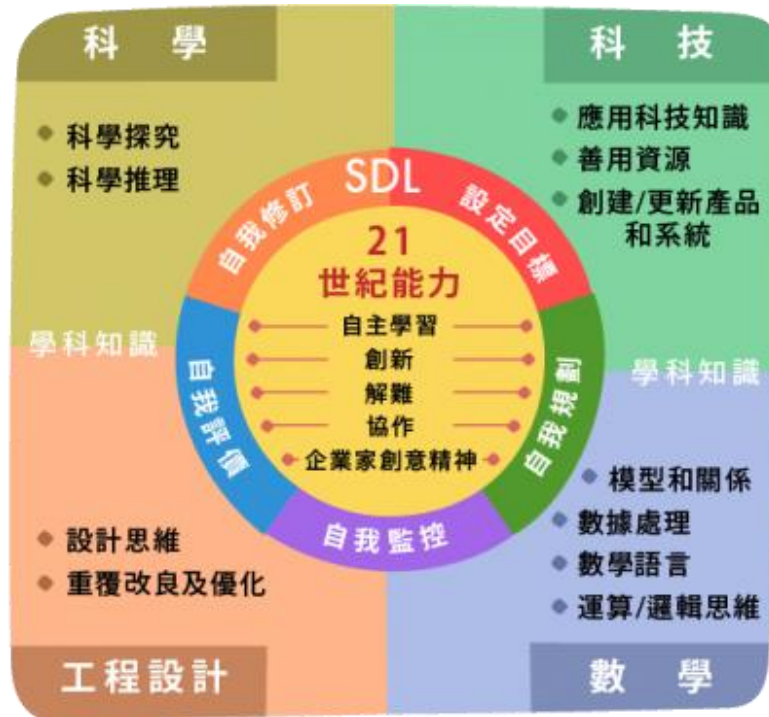 科 學
科 技
科學探究
科學推理
應用科技知識
善用資源
創建/更新產品
和系統
SDL
設定目標
自我規劃
自我監控
自我評價
自我修訂
21
世紀能力
自主學習
創新
解難
協作
企業家創意精神
學科知識
學科知識
設計思維
重覆改良及優化
模型和關係
數據處理
數學語言
運算/邏輯思維
工程設計
數 學